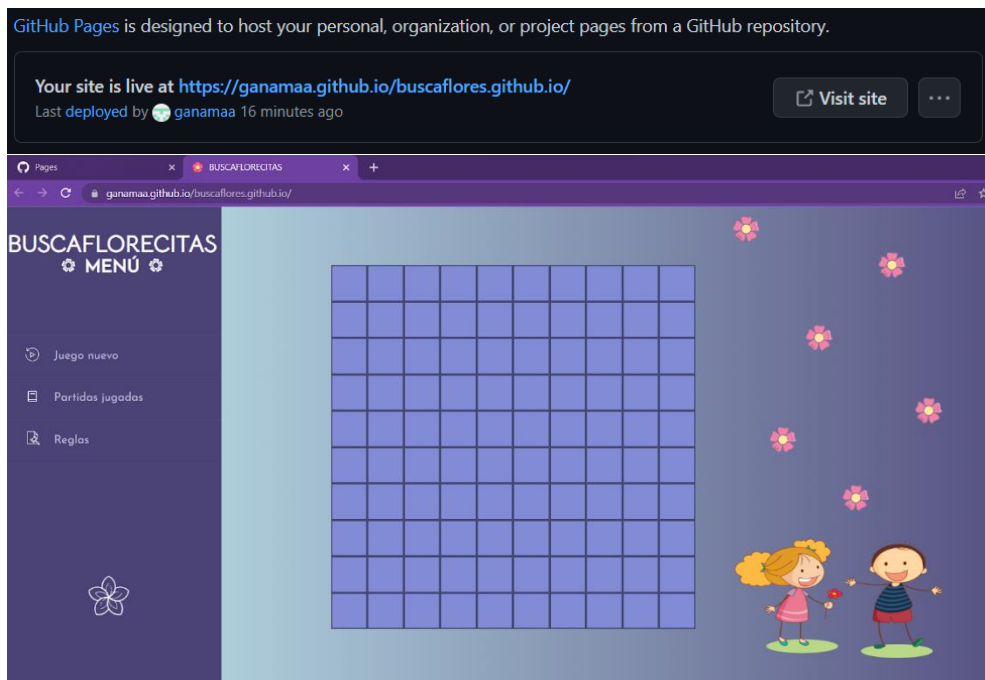 GitHub Pages is designed to host your personal, organization, or project pages from a GitHub repository.
Your site is live at https://ganamaa.github.io/buscaflores.github.io/
Last deployed by ganamaa 16 minutes ago
Visit site
Pages
BUSCAFLORECITAS
ganamaa.github.io/buscaflores.github.io/
BUSCAFLORECITAS
MENÚ
Juego nuevo
Partidas jugadas
Reglas